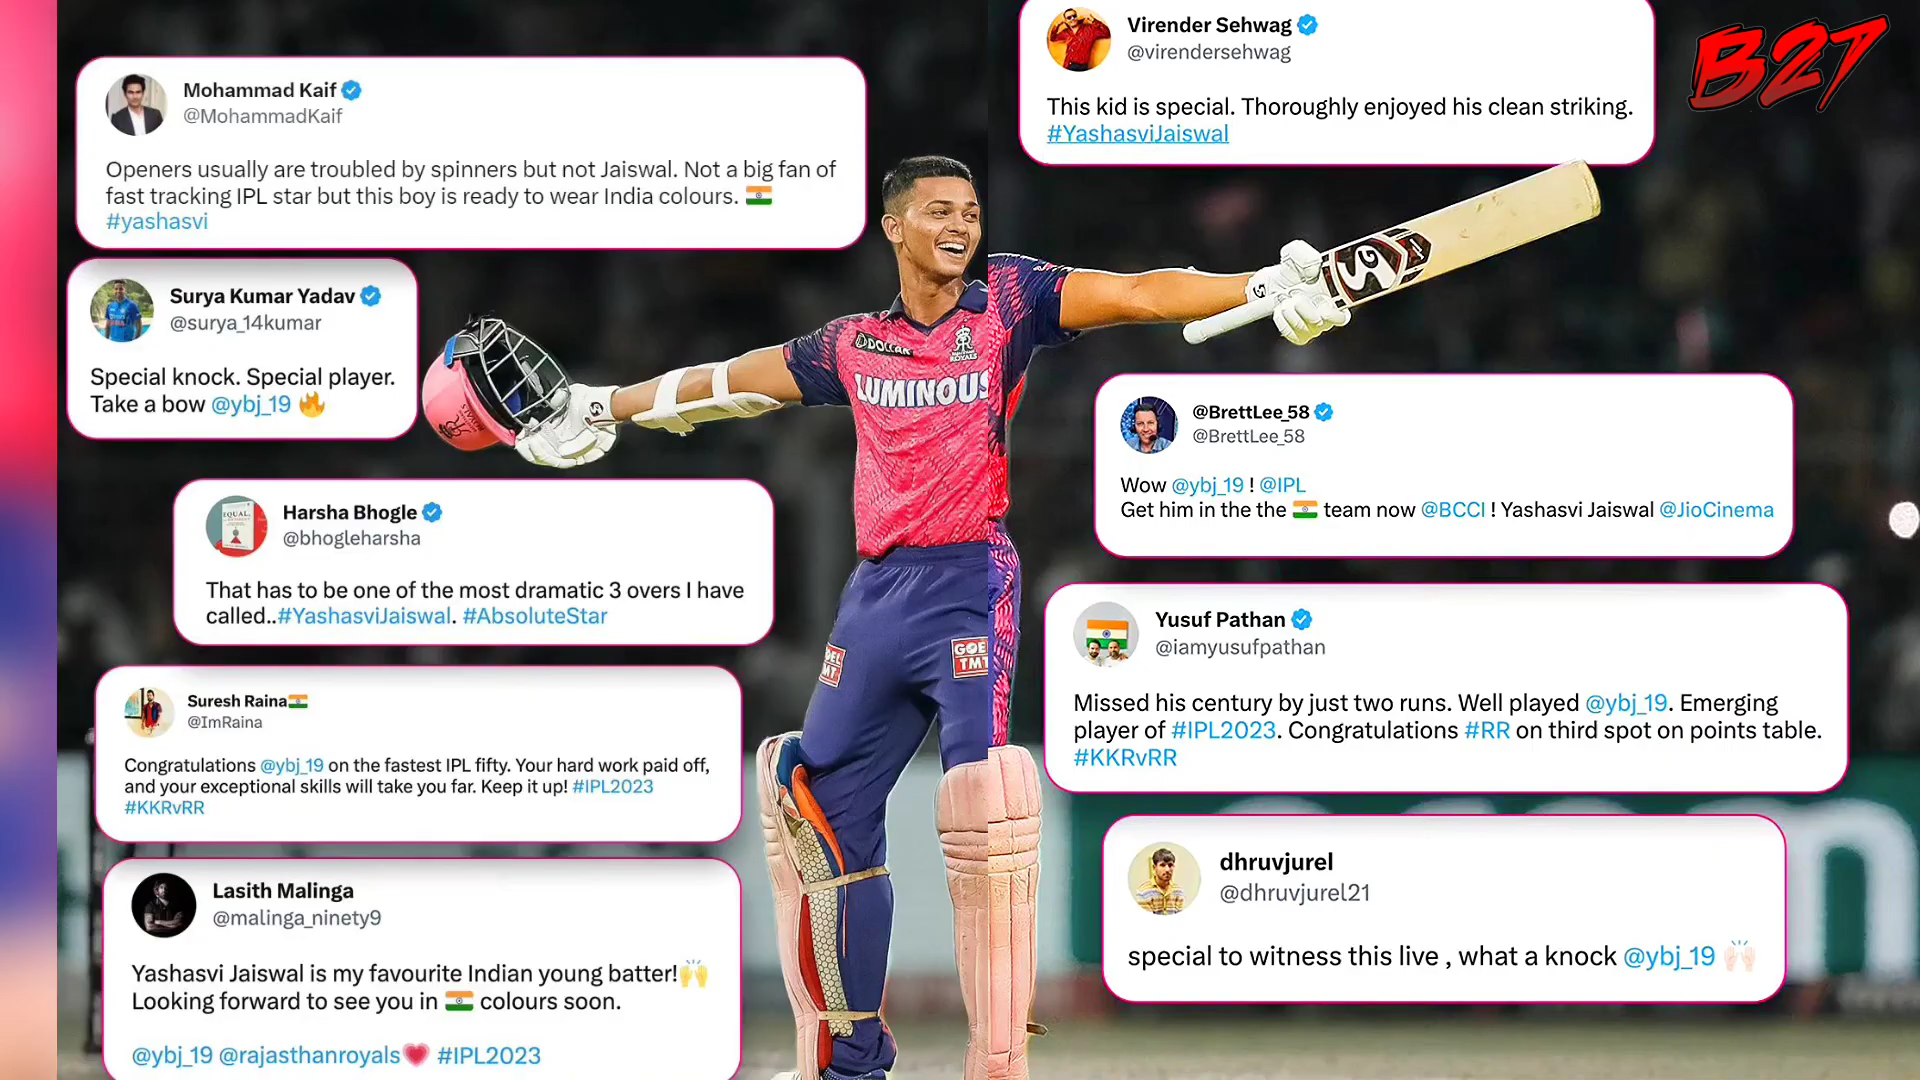 Mohammad Kaif
@MohammadKaif
Openers usually are troubled by spinners but not Jaiswal. Not a big fan of
fast tracking IPL star but this boy is ready to wear India colours. 🇮🇳
#yashasvi
Surya Kumar Yadav
@surya_14kumar
Special knock. Special player.
Take a bow @ybj_19 🔥
Harsha Bhogle
@bhogleharsha
EQUAL,
That has to be one of the most dramatic 3 overs I have
called..#YashasviJaiswal. #AbsoluteStar
Suresh Raina🇮🇳
@ImRaina
Congratulations @ybj_19 on the fastest IPL fifty. Your hard work paid off,
and your exceptional skills will take you far. Keep it up! #IPL2023
#KKRvRR
Lasith Malinga
@malinga_ninety9
Yashasvi Jaiswal is my favourite Indian young batter!🙌
Looking forward to see you in 🇮🇳 colours soon.
@ybj_19 @rajasthanroyals💗 #IPL2023
DOLLAR
ROYALS
LUMINOUS
GOEL
TMT
GOE
TMT
Virender Sehwag
@virendersehwag
This kid is special. Thoroughly enjoyed his clean striking.
#YashasviJaiswal
B27
SG
@BrettLee_58
@BrettLee_58
Wow @ybj_19 ! @IPL
Get him in the the 🇮🇳 team now @BCCI ! Yashasvi Jaiswal @JioCinema
Yusuf Pathan
@iamyusufpathan
Missed his century by just two runs. Well played @ybj_19. Emerging
player of #IPL2023. Congratulations #RR on third spot on points table.
#KKRvRR
dhruvjurel
@dhruvjurel21
special to witness this live , what a knock @ybj_19 🙌🏻